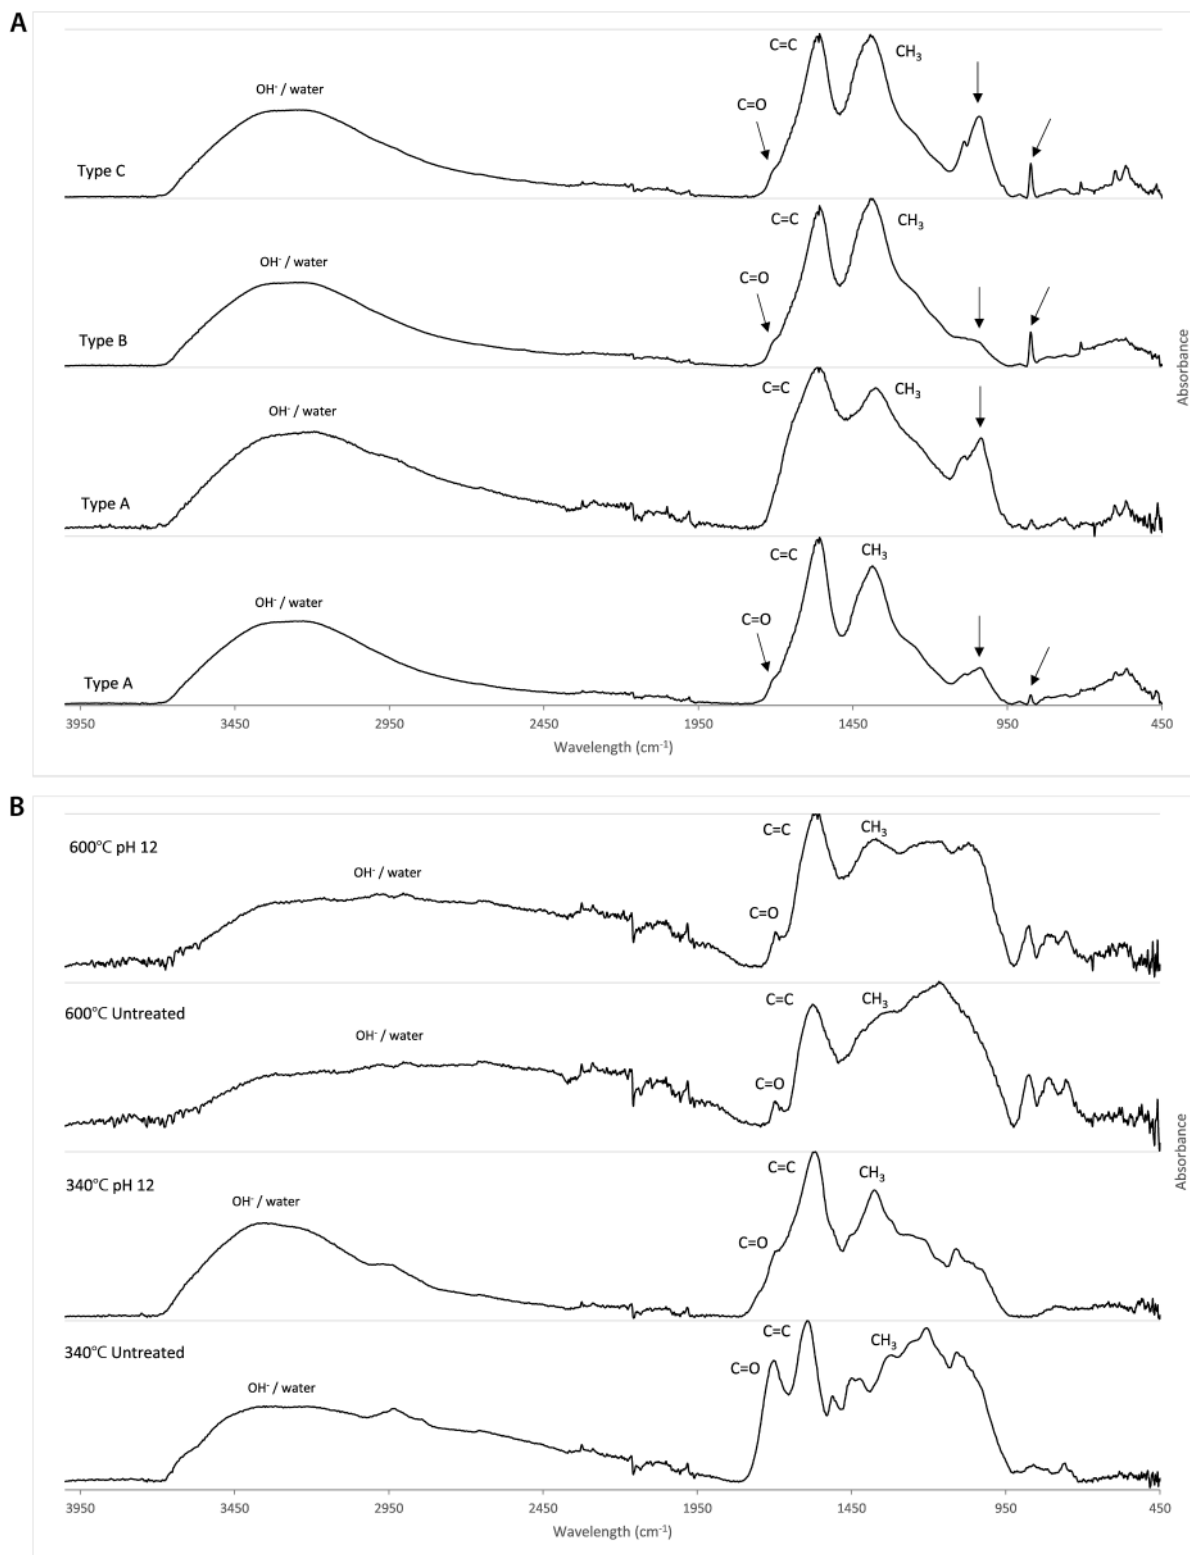 A
C=C
CH₃
OH⁻ / water
C=O
Type C
C=C
CH₃
OH⁻ / water
C=O
Type B
Absorbance
C=C
CH₃
OH⁻ / water
Type A
C=C
CH₃
OH⁻ / water
C=O
Type A
3950 3450 2950 2450 1950 1450 950 450
Wavelength (cm⁻¹)
B
C=C
CH₃
600℃ pH 12
OH⁻ / water
C=O
C=C
CH₃
600℃ Untreated
OH⁻ / water
C=O
Absorbance
C=C
CH₃
340℃ pH 12
OH⁻ / water
C=O
C=C
CH₃
340℃ Untreated
C=O
OH⁻ / water
3950 3450 2950 2450 1950 1450 950 450
Wavelength (cm⁻¹)